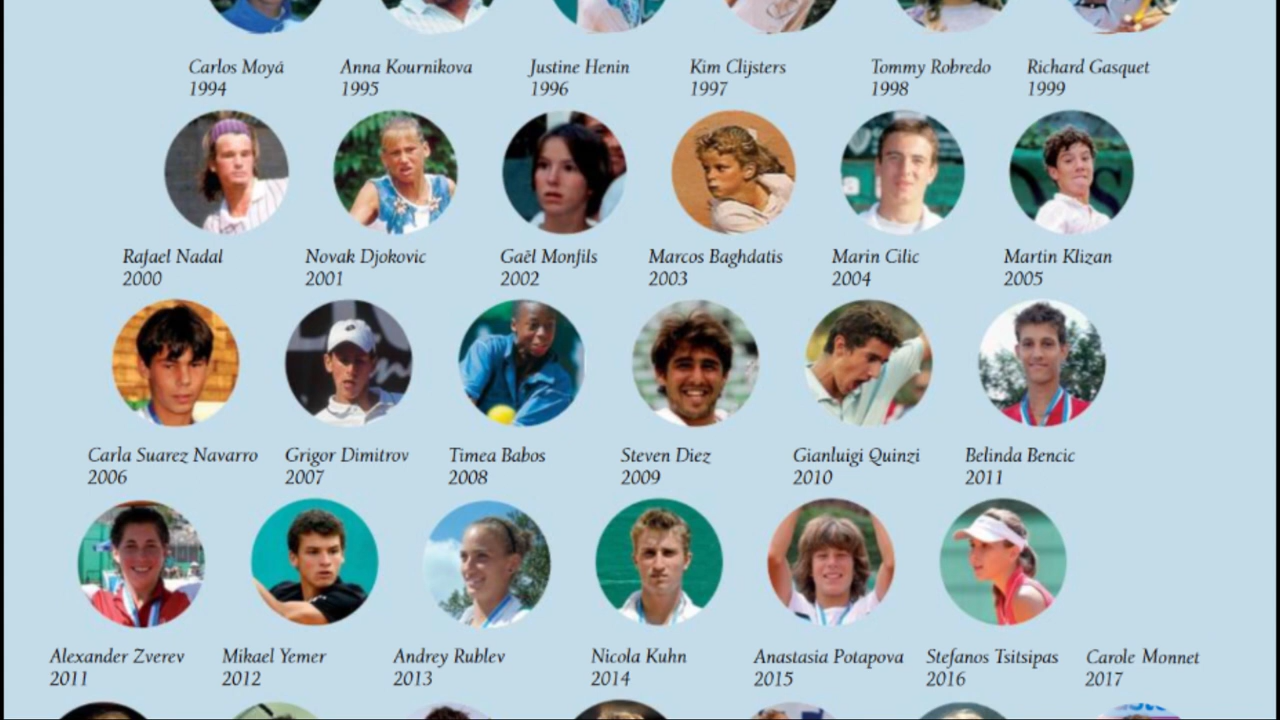 Carlos Moyá Anna Kournikova Justine Henin Kim Clijsters Tommy Robredo Richard Gasquet
1994 1995 1996 1997 1998 1999
Rafael Nadal Novak Djokovic Gaël Monfils Marcos Baghdatis Marin Cilic Martin Klizan
2000 2001 2002 2003 2004 2005
Carla Suarez Navarro Grigor Dimitrov Timea Babos Steven Diez Gianluigi Quinzi Belinda Bencic
2006 2007 2008 2009 2010 2011
Alexander Zverev Mikael Yemer Andrey Rublev Nicola Kuhn Anastasia Potapova Stefanos Tsitsipas Carole Monnet
2011 2012 2013 2014 2015 2016 2017